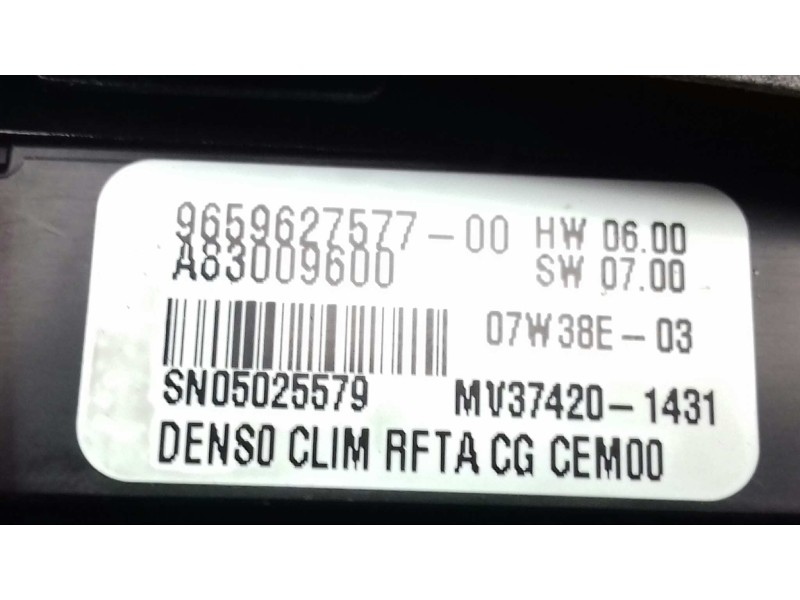 9659627577-00 HW 06.00
A83009600 SW 07.00
07W38E-03
SN05025579 MV37420-1431
DENSO CLIM RFTA CG CEM00